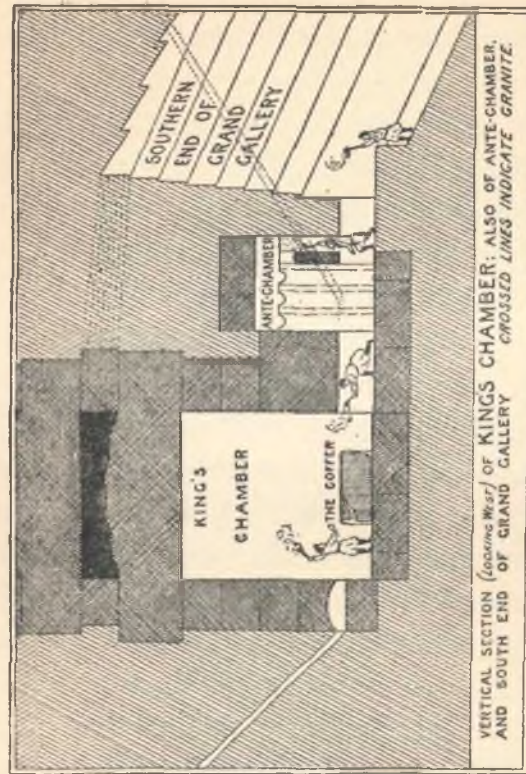 SOUTHERN
END OF
GRAND
GALLERY
ANTE-CHAMBER
KING'S
CHAMBER
THE COFFER
VERTICAL SECTION (LOOKING WEST) OF KINGS CHAMBER; ALSO OF ANTE-CHAMBER,
AND SOUTH END OF GRAND GALLERY CROSSED LINES INDICATE GRANITE.